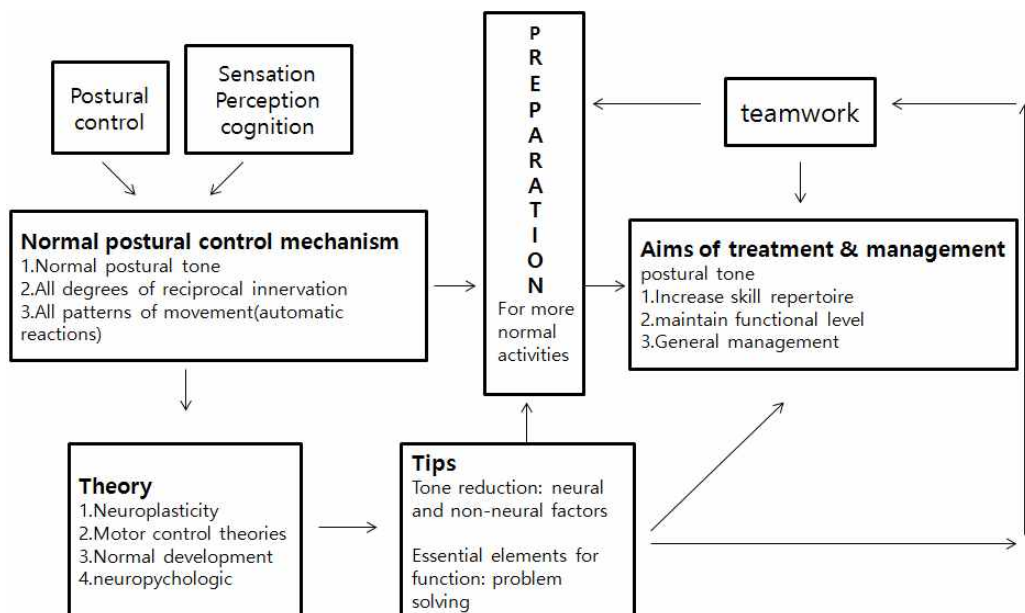 Postural
control
Sensation
Perception
cognition
PREPARATION
For more
normal
activities
teamwork
Normal postural control mechanism
1.Normal postural tone
2.All degrees of reciprocal innervation
3.All patterns of movement(automatic
reactions)
Aims of treatment & management
postural tone
1.Increase skill repertoire
2.maintain functional level
3.General management
Theory
1.Neuroplasticity
2.Motor control theories
3.Normal development
4.neuropychologic
Tips
Tone reduction: neural
and non-neural factors
Essential elements for
function: problem
solving